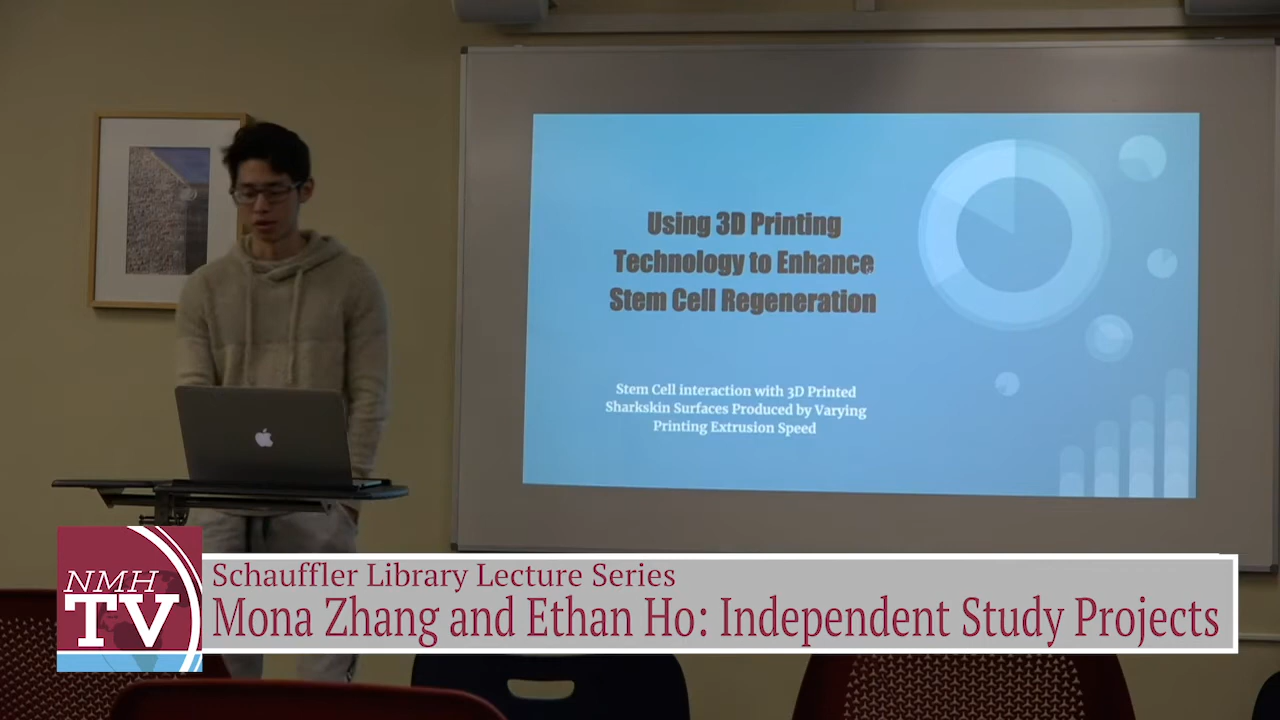 Using 3D Printing
Technology to Enhance
Stem Cell Regeneration
Stem Cell interaction with 3D Printed
Sharkskin Surfaces Produced by Varying
Printing Extrusion Speed
NMH
TV
Schauffler Library Lecture Series
Mona Zhang and Ethan Ho: Independent Study Projects